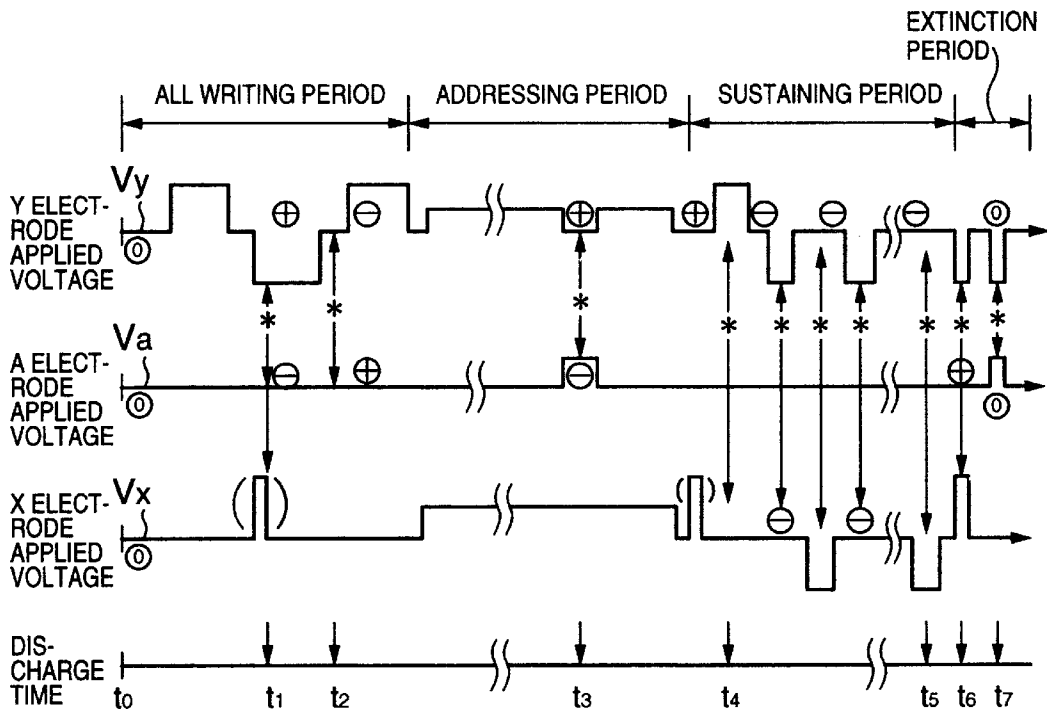 EXTINCTION
PERIOD
ALL WRITING PERIOD ADDRESSING PERIOD SUSTAINING PERIOD
Vy
Y ELECT-
RODE
APPLIED
VOLTAGE
0
⊕ ⊖ ⊕ ⊕ ⊖ ⊖ ⊖ 0
* * * * * * * * * *
Va
A ELECT-
RODE
APPLIED
VOLTAGE
0
⊖ ⊕ ⊖ ⊕ 0
Vx
X ELECT-
RODE
APPLIED
VOLTAGE
0
( ) ( )
⊖ ⊖
DIS-
CHARGE
TIME
t0 t1 t2 t3 t4 t5 t6 t7